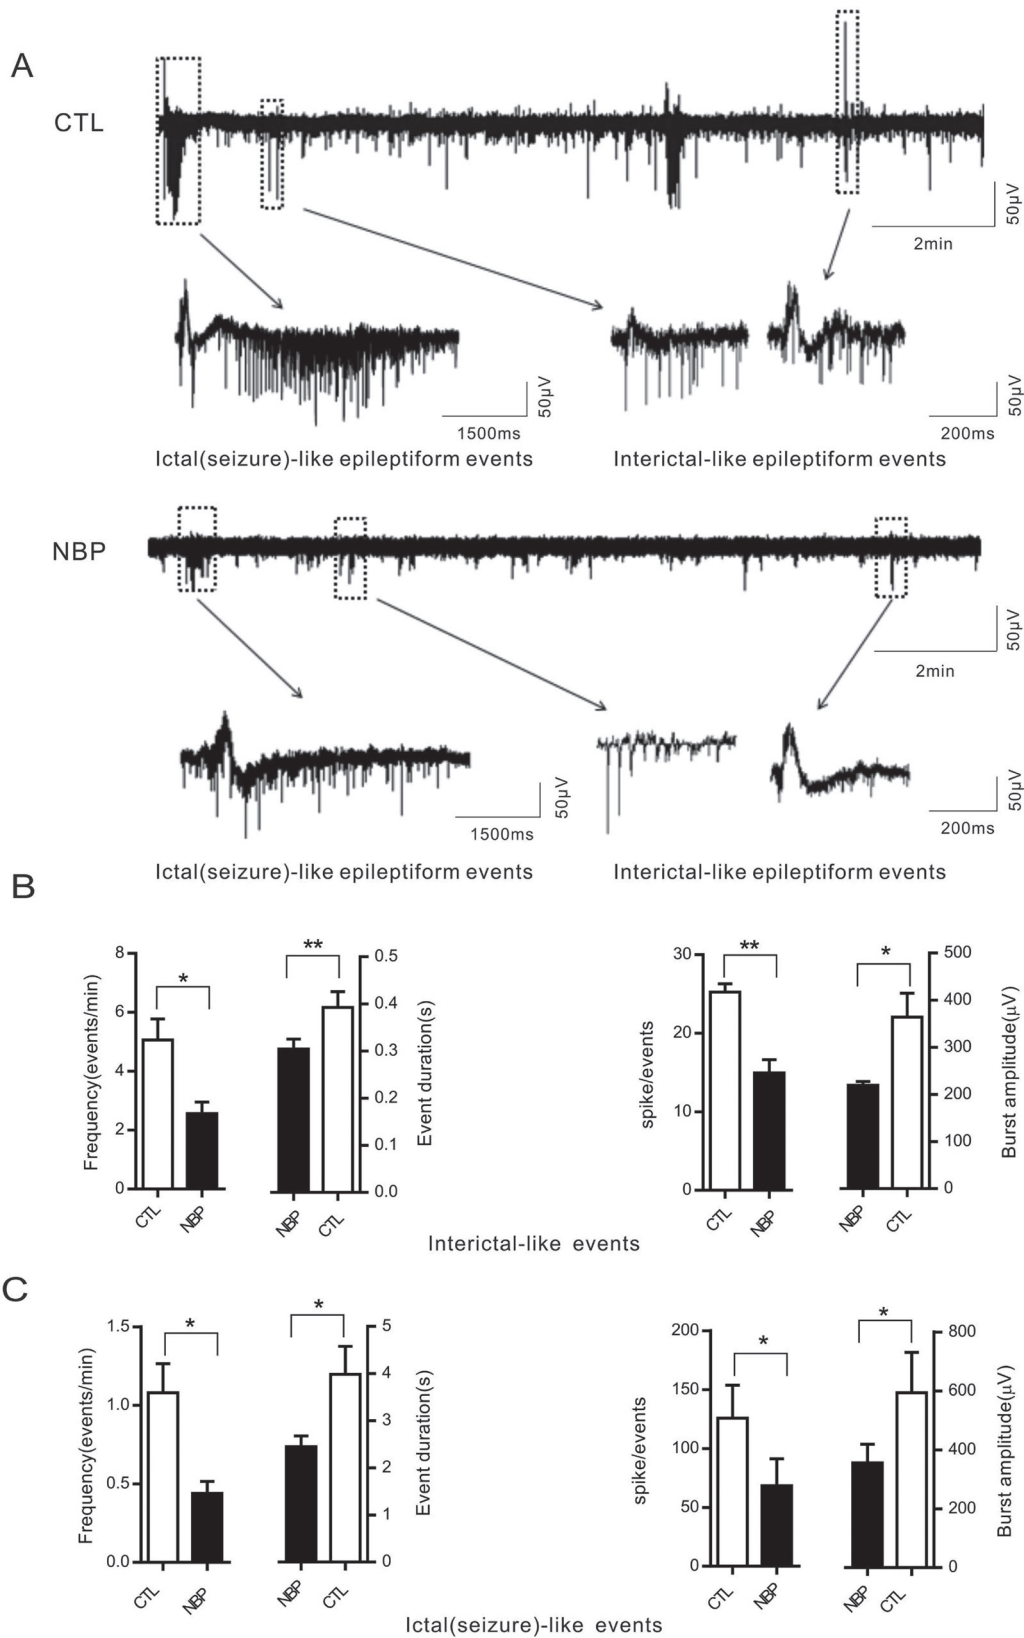 A
CTL
50μV
2min
50μV
1500ms
50μV
200ms
Ictal(seizure)-like epileptiform events
Interictal-like epileptiform events
NBP
50μV
2min
50μV
1500ms
50μV
200ms
Ictal(seizure)-like epileptiform events
Interictal-like epileptiform events
B
Frequency(events/min)
8
6
4
2
0
*
CTL
NBP
**
NBP
CTL
0.5
0.4
0.3
0.2
0.1
0.0
Event duration(s)
spike/events
30
20
10
0
**
CTL
NBP
*
NBP
CTL
500
400
300
200
100
0
Burst amplitude(μV)
Interictal-like events
C
Frequency(events/min)
1.5
1.0
0.5
0.0
*
CTL
NBP
*
NBP
CTL
5
4
3
2
1
0
Event duration(s)
spike/events
200
150
100
50
0
*
CTL
NBP
*
NBP
CTL
800
600
400
200
0
Burst amplitude(μV)
Ictal(seizure)-like events